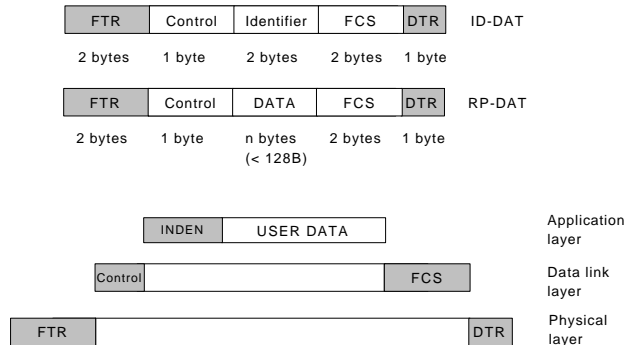 FTR Control Identifier FCS DTR ID-DAT
2 bytes 1 byte 2 bytes 2 bytes 1 byte
FTR Control DATA FCS DTR RP-DAT
2 bytes 1 byte n bytes 2 bytes 1 byte
(< 128B)
INDEN USER DATA Application
layer
Control FCS Data link
layer
FTR DTR Physical
layer